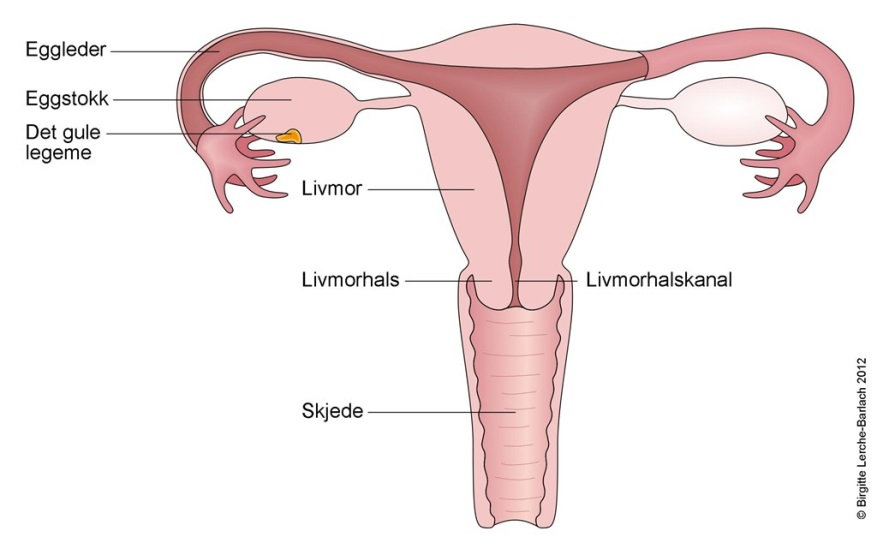 Eggleder
Eggstokk
Det gule
legeme
Livmor
Livmorhals
Livmorhalskanal
Skjede
© Birgitte Lerche-Barlach 2012